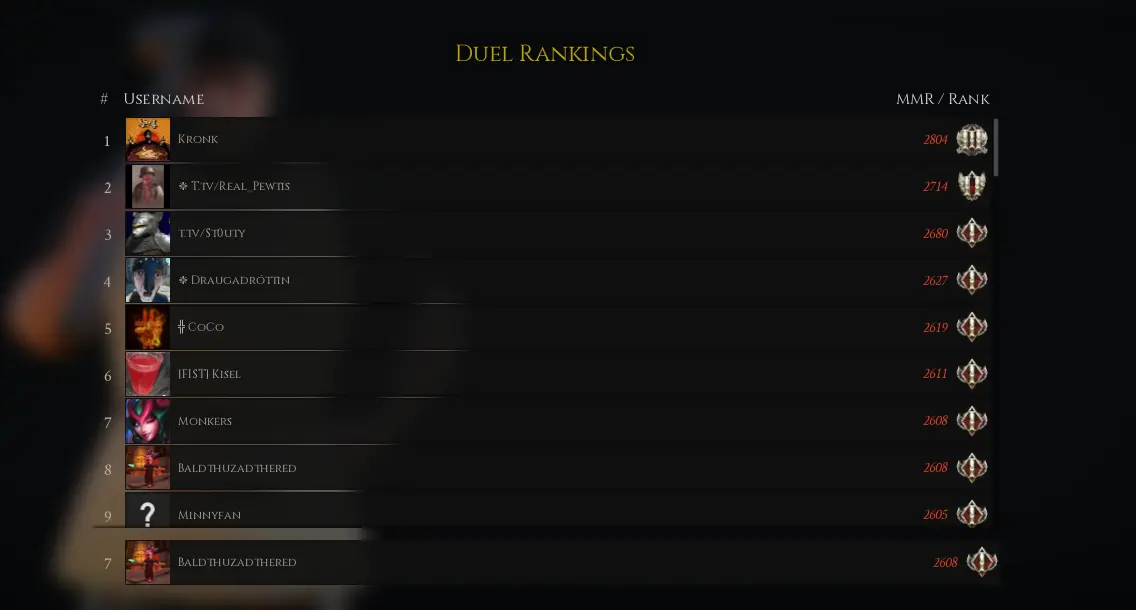 Duel Rankings
# Username MMR / Rank
1 Kronk 2804
2 T.tv/Real_Pewtis 2714
3 t.tv/St0uty 2680
4 Draugadróttin 2627
5 ╬ CoCo 2619
6 [FIST] Kisel 2611
7 Monkers 2608
8 Baldthuzadthered 2608
9 ? Minnyfan 2605
7 Baldthuzadthered 2608